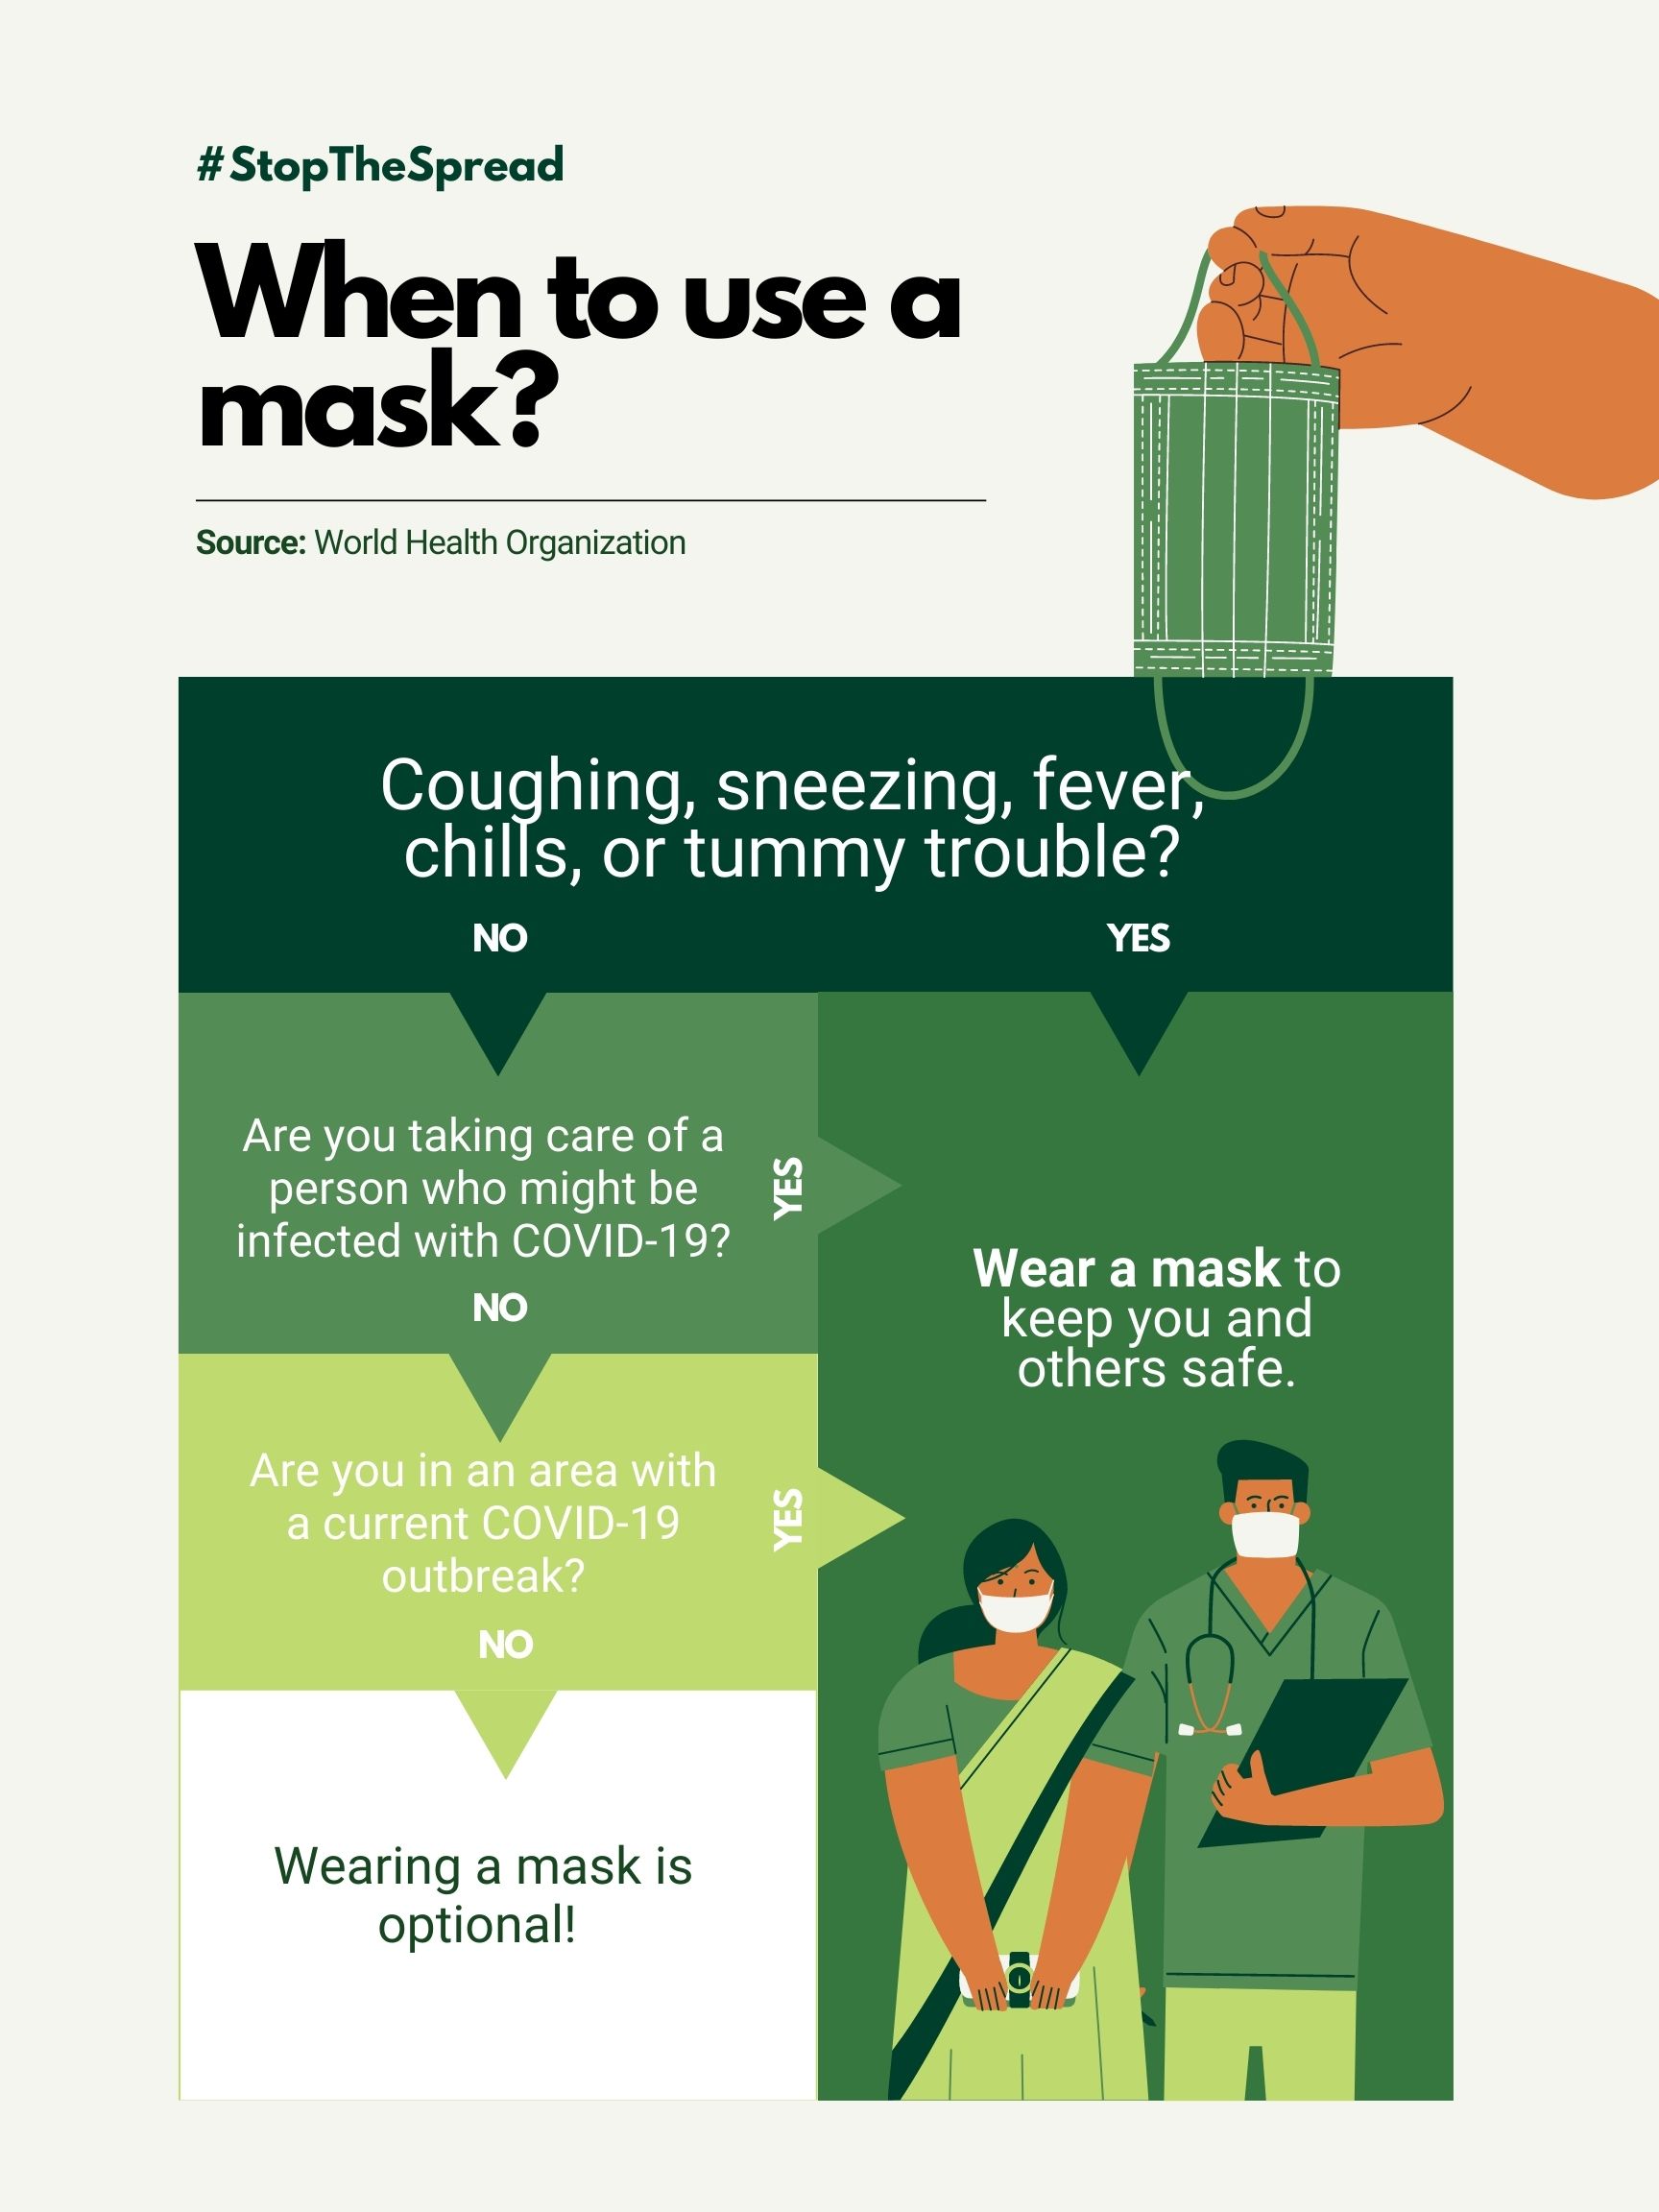 #StopTheSpread
When to use a
mask?
Source: World Health Organization
Coughing, sneezing, fever,
chills, or tummy trouble?
NO
YES
Are you taking care of a
person who might be
infected with COVID-19?
YES
NO
Wear a mask to
keep you and
others safe.
Are you in an area with
a current COVID-19
outbreak?
YES
NO
Wearing a mask is
optional!